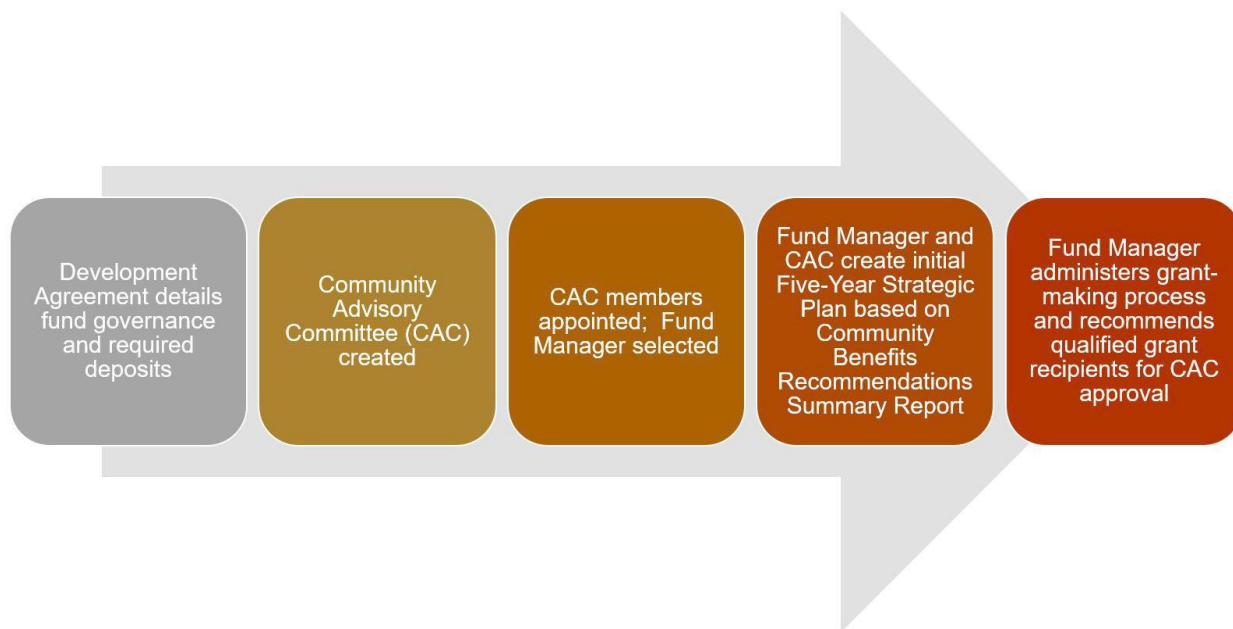 Development
Agreement details
fund governance
and required
deposits
Community
Advisory
Committee (CAC)
created
CAC members
appointed;  Fund
Manager selected
Fund Manager and
CAC create initial
Five-Year Strategic
Plan based on
Community
Benefits
Recommendations
Summary Report
Fund Manager
administers grant-
making process
and recommends
qualified grant
recipients for CAC
approval